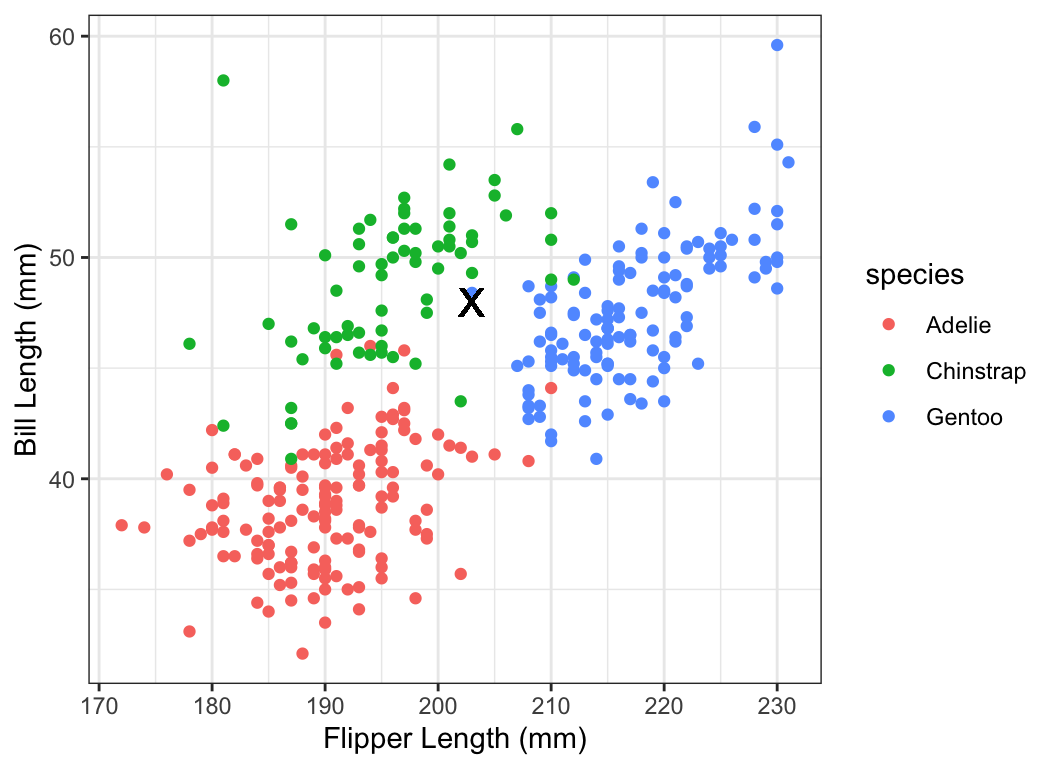 60
50
40
Bill Length (mm)
X
170 180 190 200 210 220 230
Flipper Length (mm)
species
Adelie
Chinstrap
Gentoo